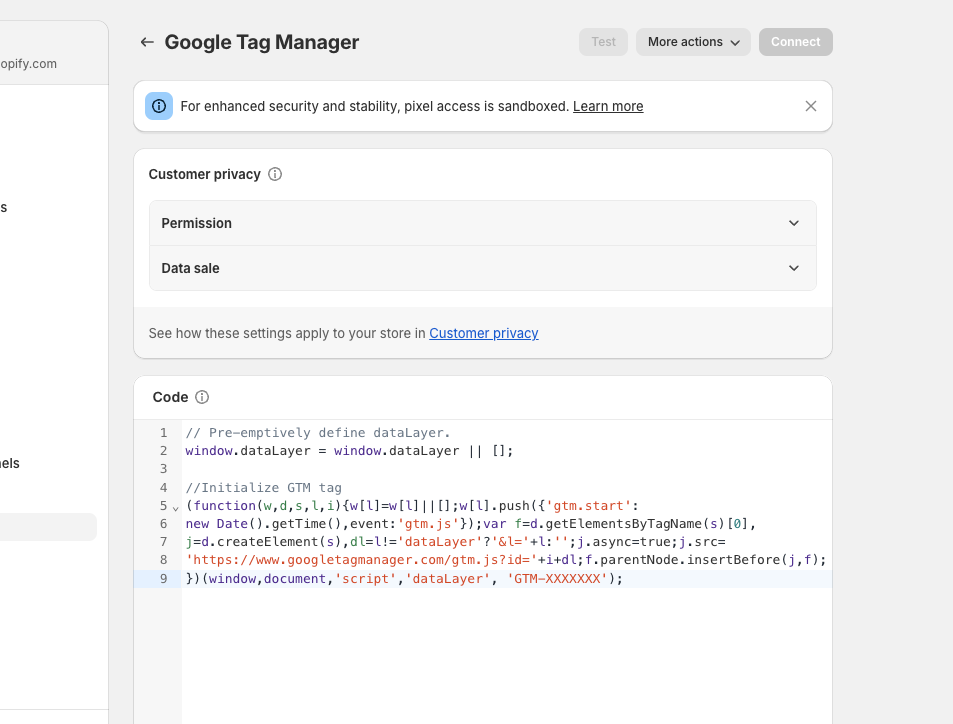 ← Google Tag Manager
Test
More actions
Connect
opify.com
For enhanced security and stability, pixel access is sandboxed. Learn more
Customer privacy
Permission
s
Data sale
See how these settings apply to your store in Customer privacy
Code
1 // Pre-emptively define dataLayer.
2 window.dataLayer = window.dataLayer || [];
3
nels
4 //Initialize GTM tag
5 (function(w,d,s,l,i){w[l]=w[l]||[];w[l].push({'gtm.start':
6 new Date().getTime(),event:'gtm.js'});var f=d.getElementsByTagName(s)[0],
7 j=d.createElement(s),dl=l!='dataLayer'?'&l='+l:'';j.async=true;j.src=
8 'https://www.googletagmanager.com/gtm.js?id='+i+dl;f.parentNode.insertBefore(j,f);
9 })(window,document,'script','dataLayer', 'GTM-XXXXXXX');